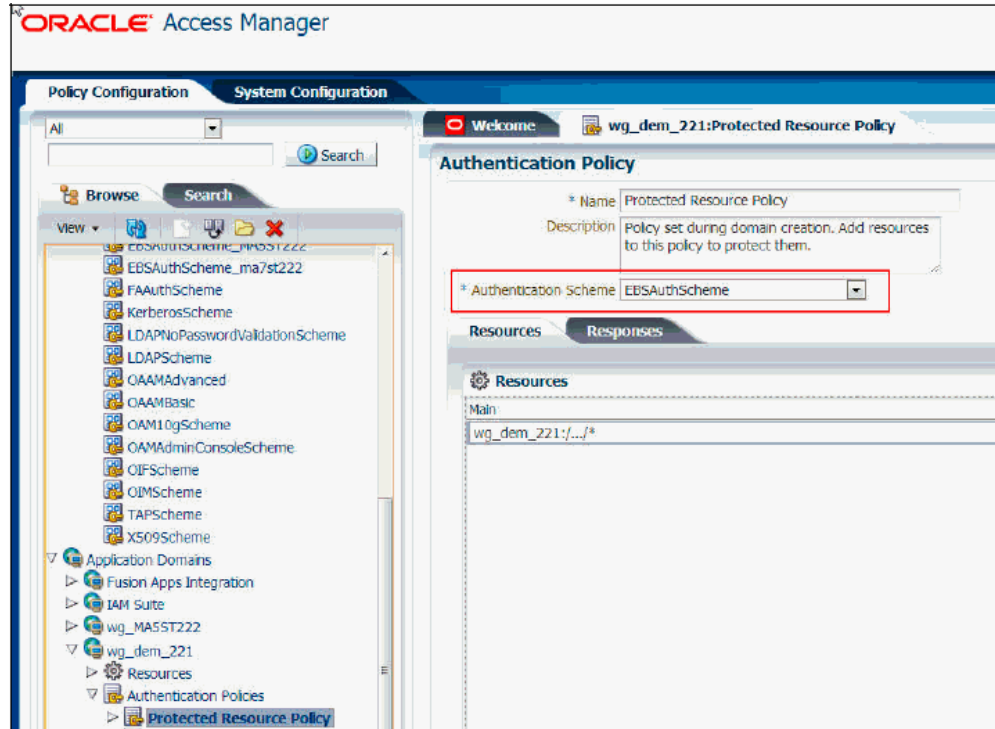 ORACLE Access Manager
Policy Configuration System Configuration
All
Search
Browse Search
View
EBSAuthScheme_MA5ST222
EBSAuthScheme_ma7st222
FAAuthScheme
KerberosScheme
LDAPNoPasswordValidationScheme
LDAPScheme
OAAMAdvanced
OAAMBasic
OAM10gScheme
OAMAdminConsoleScheme
OIFScheme
OIMScheme
TAPScheme
X509Scheme
Application Domains
Fusion Apps Integration
IAM Suite
wg_MA5ST222
wg_dem_221
Resources
Authentication Policies
Protected Resource Policy
Welcome wg_dem_221:Protected Resource Policy
Authentication Policy
* Name Protected Resource Policy
Description Policy set during domain creation. Add resources
to this policy to protect them.
* Authentication Scheme EBSAuthScheme
Resources Responses
Resources
Main
wg_dem_221:/.../*